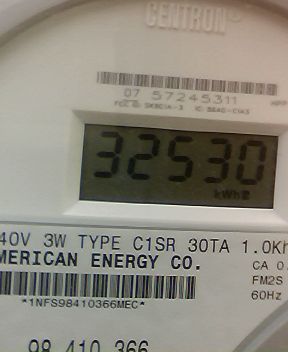 CENTRON
07 57245311
32530
kWh
40V 3W TYPE C1SR 30TA 1.0Kh
MERICAN ENERGY CO.
CA 0.
FM2S
60Hz
*1NFS98410366MEC*
98 410 366